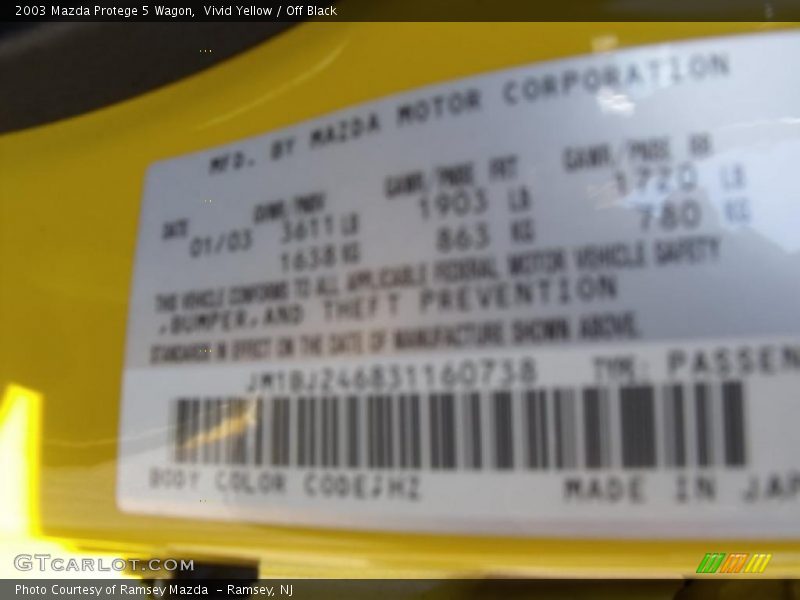 2003 Mazda Protege 5 Wagon,  Vivid Yellow / Off Black
MFD. BY MAZDA MOTOR CORPORATION
DATE GVWR/PNBV GAWR/PNBE FRT GAWR/PNBE RR
01/03 3611 LB 1903 LB 1720 LB
1638 KG 863 KG 780 KG
THIS VEHICLE CONFORMS TO ALL APPLICABLE FEDERAL MOTOR VEHICLE SAFETY
,BUMPER,AND THEFT PREVENTION
STANDARDS IN EFFECT ON THE DATE OF MANUFACTURE SHOWN ABOVE.
JM1BJ246831160738 TYPE: PASSEN
BODY COLOR CODE:HZ MADE IN JAP
GTCARLOT.COM
Photo Courtesy of Ramsey Mazda  - Ramsey, NJ